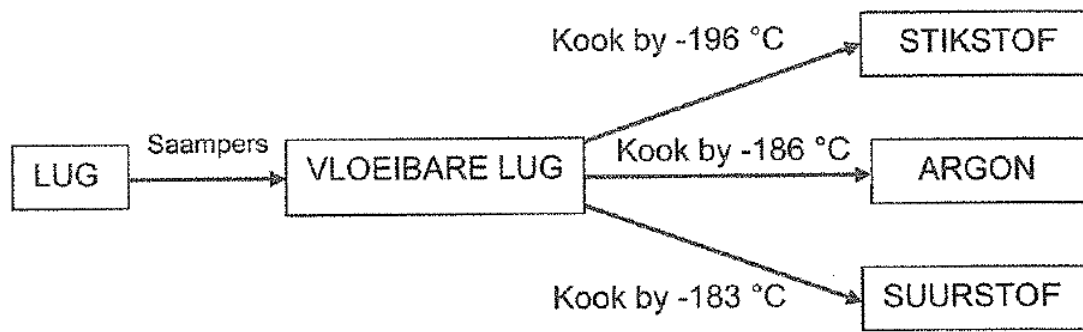 Kook by -196 °C
STIKSTOF
LUG
Saampers
VLOEIBARE LUG
Kook by -186 °C
ARGON
Kook by -183 °C
SUURSTOF